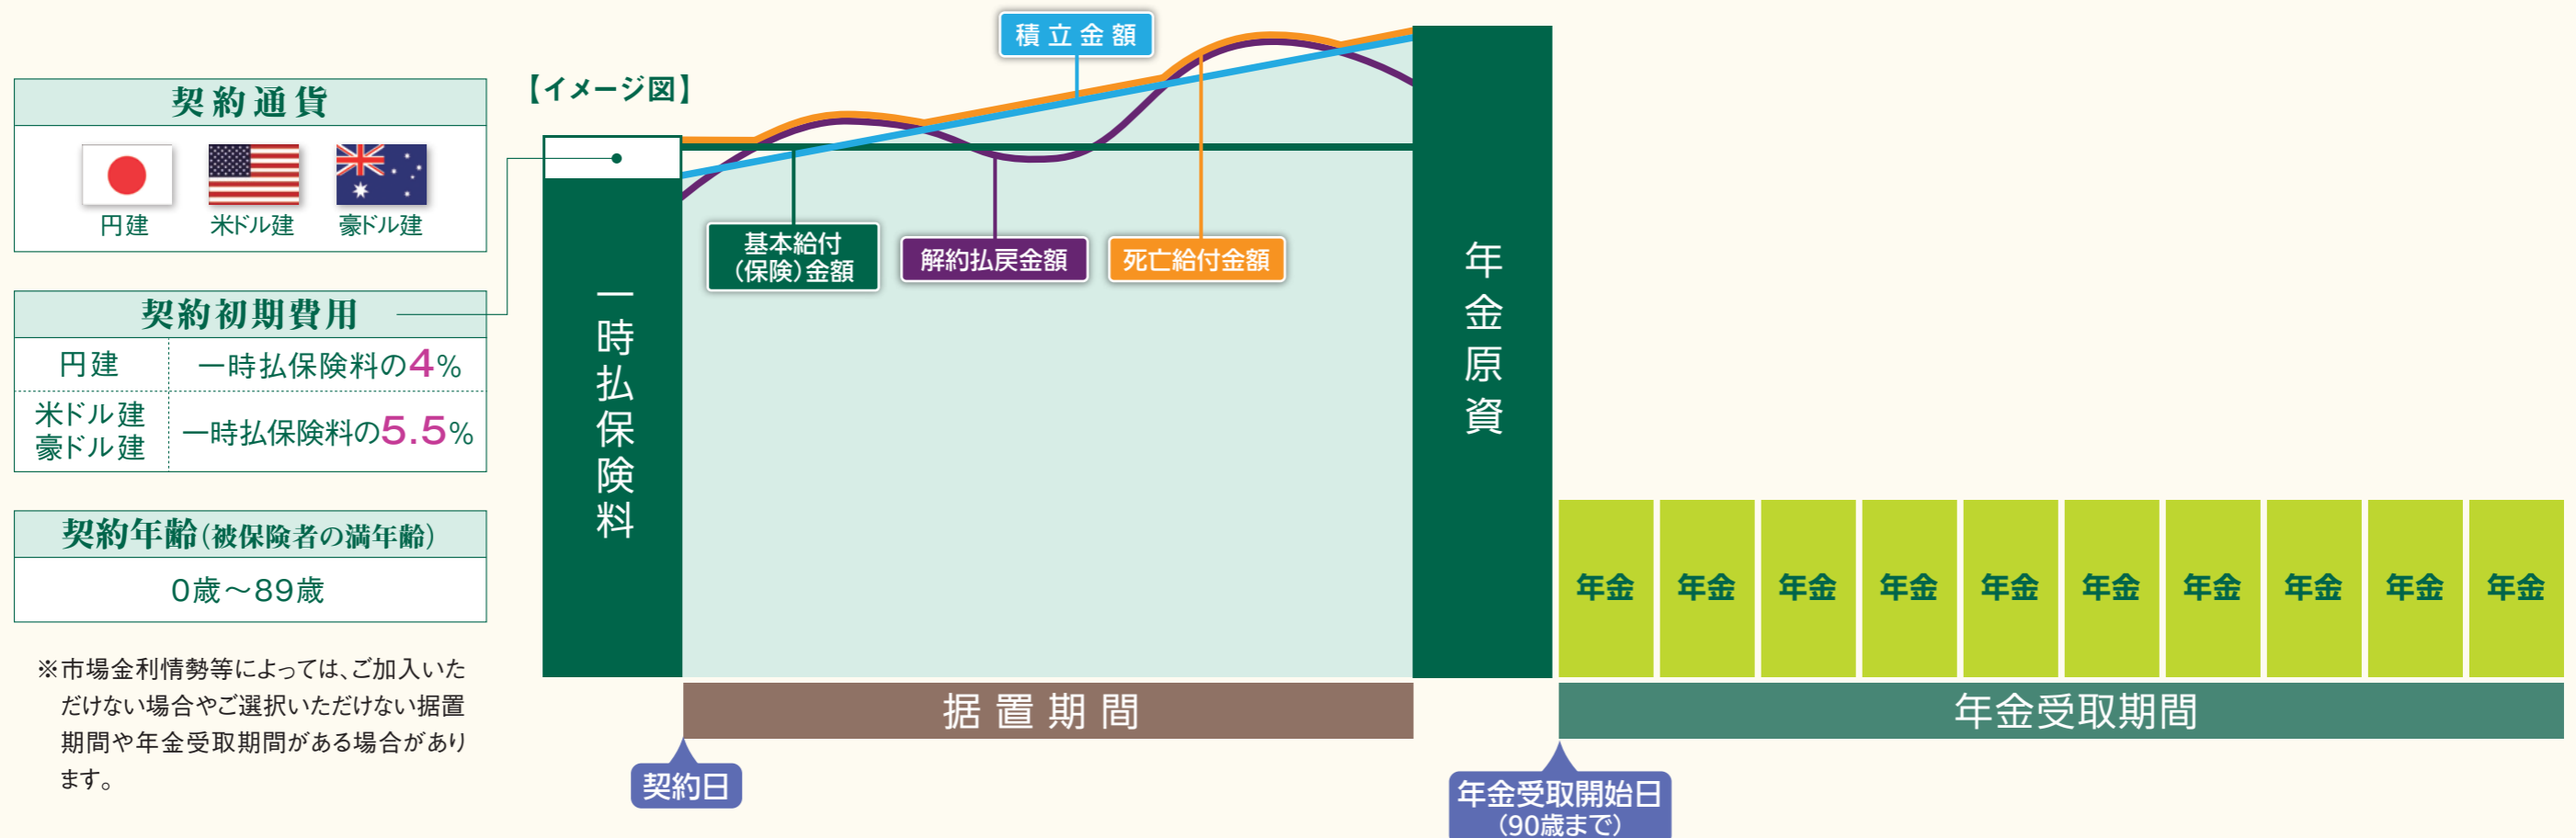 契約通貨
円建
米ドル建
豪ドル建
契約初期費用
円建
一時払保険料の4%
米ドル建
豪ドル建
一時払保険料の5.5%
契約年齢(被保険者の満年齢)
0歳～89歳
※市場金利情勢等によっては、ご加入いた
だけない場合やご選択いただけない据置
期間や年金受取期間がある場合があり
ます。
【イメージ図】
積立金額
基本給付
(保険)金額
解約払戻金額
死亡給付金額
一時払保険料
年金原資
年金
年金
年金
年金
年金
年金
年金
年金
年金
年金
据置期間
年金受取期間
契約日
年金受取開始日
(90歳まで)